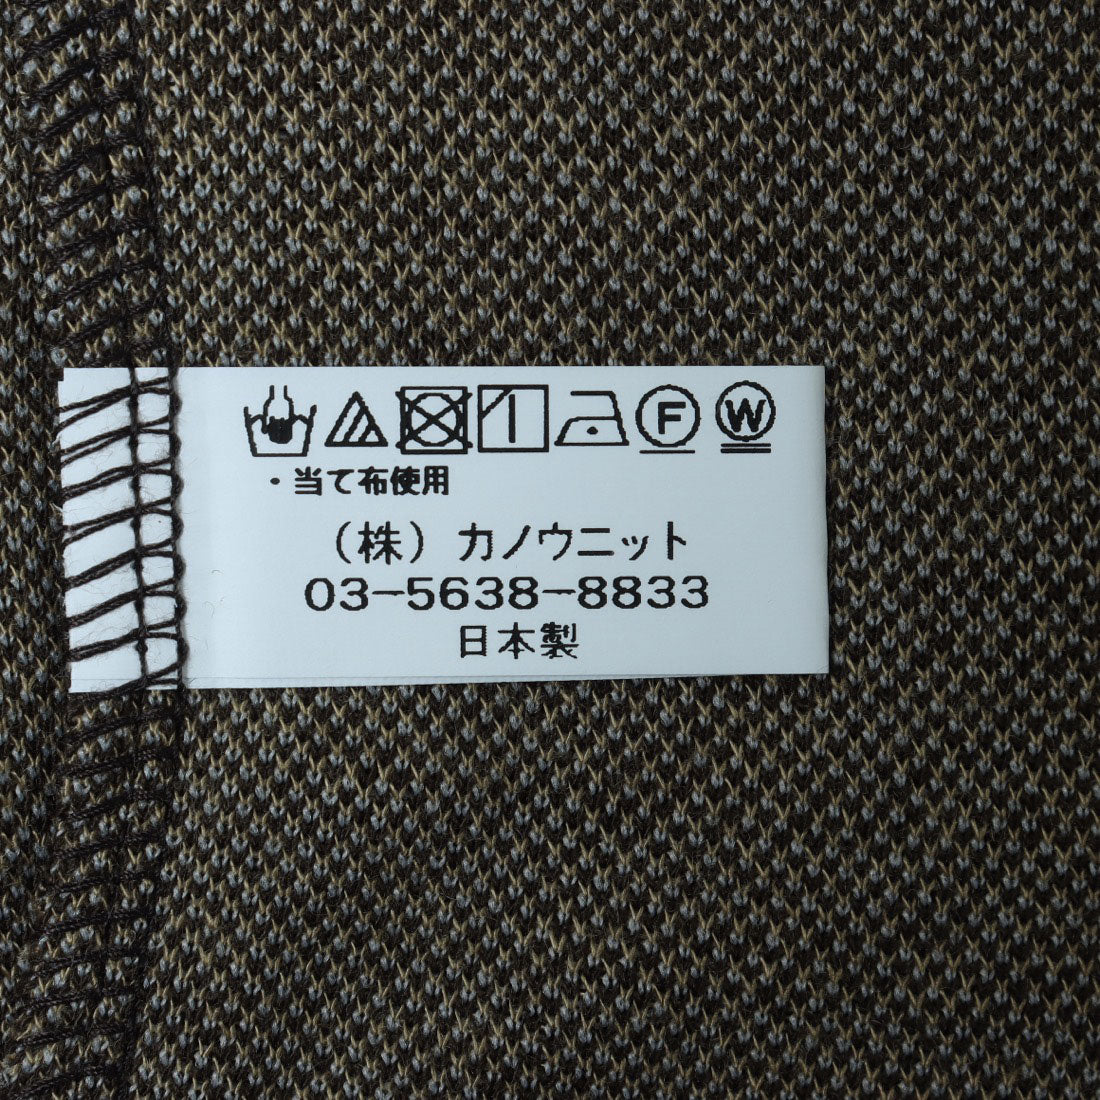 F W
・当て布使用
（株）カノウニット
03-5638-8833
日本製